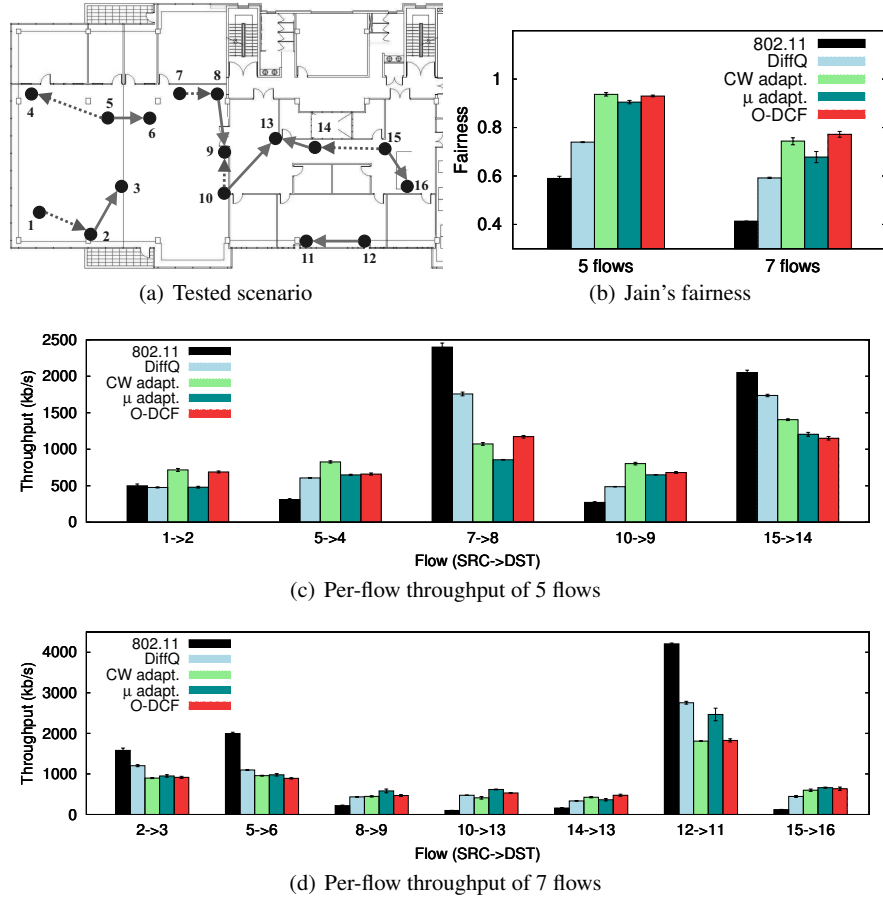 7 8
4 5 6 13 14 15
9
3 10 16
1 2 11 12
(a) Tested scenario
802.11
DiffQ
CW adapt.
μ adapt.
O-DCF
Fairness
1
0.8
0.6
0.4
5 flows 7 flows
(b) Jain's fairness
802.11
DiffQ
CW adapt.
μ adapt.
O-DCF
Throughput (kb/s)
2500
2000
1500
1000
500
0
1->2 5->4 7->8 10->9 15->14
Flow (SRC->DST)
(c) Per-flow throughput of 5 flows
802.11
DiffQ
CW adapt.
μ adapt.
O-DCF
Throughput (kb/s)
4000
3000
2000
1000
0
2->3 5->6 8->9 10->13 14->13 12->11 15->16
Flow (SRC->DST)
(d) Per-flow throughput of 7 flows